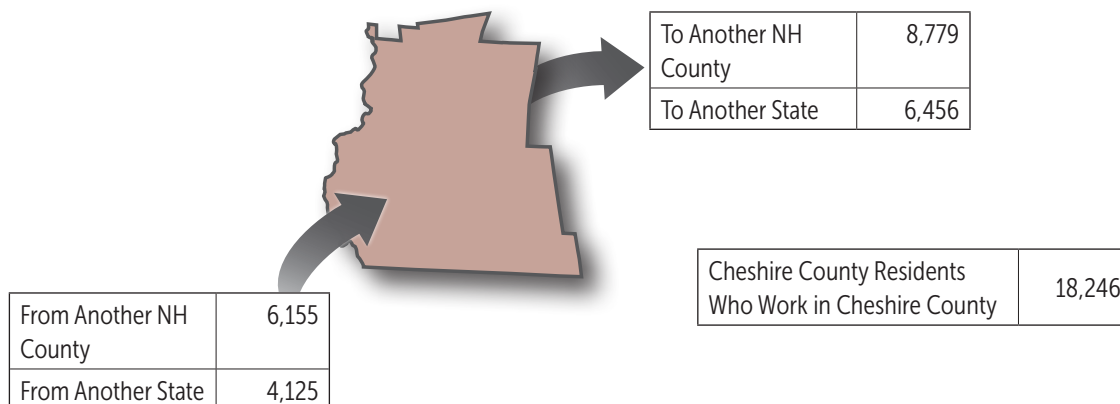 To Another NH 8,779
County
To Another State 6,456
Cheshire County Residents
Who Work in Cheshire County 18,246
From Another NH 6,155
County
From Another State 4,125